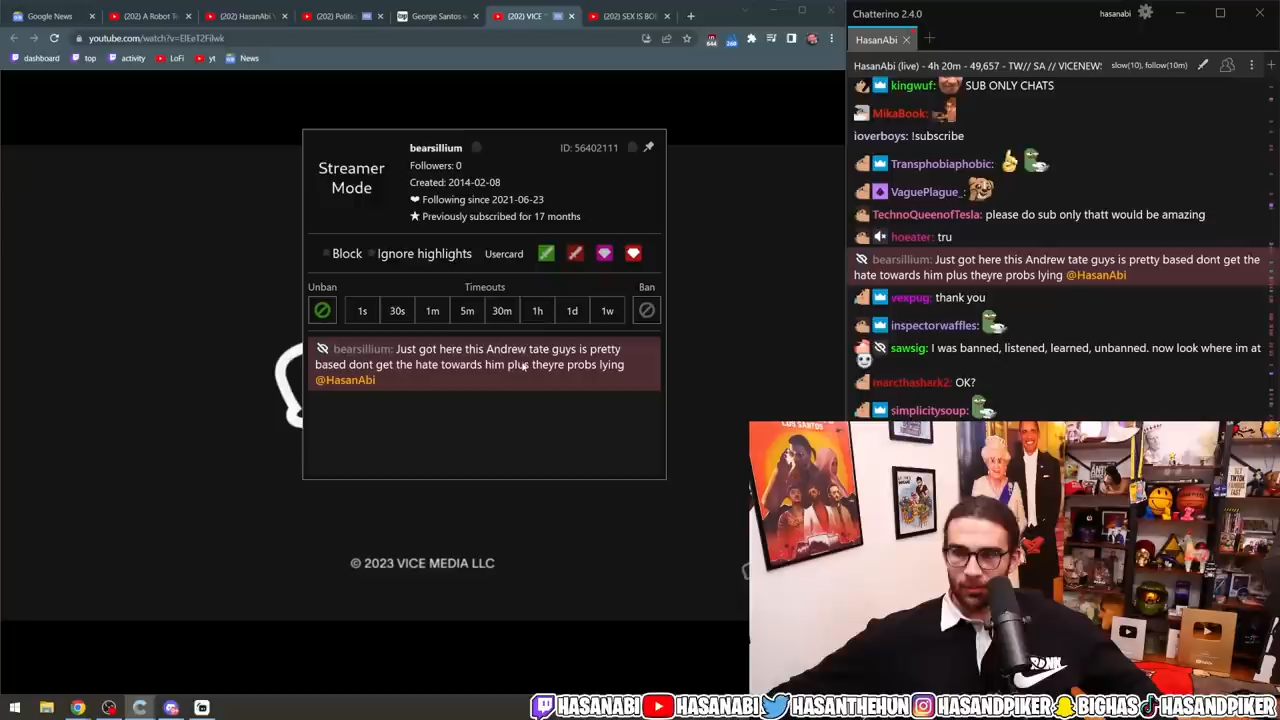 Google News
(202) A Robot T
(202) HasanAbi
(202) Politi
George Santos
(202) VICE
(202) SEX IS BO
youtube.com/watch?v=ElEeT2Filwk
644
268
dashboard
top
activity
LoFi
yt
News
Streamer
Mode
bearsillium
ID: 56402111
Followers: 0
Created: 2014-02-08
Following since 2021-06-23
Previously subscribed for 17 months
Block
Ignore highlights
Usercard
Unban
Timeouts
Ban
1s 30s 1m 5m 30m 1h 1d 1w
bearsillium: Just got here this Andrew tate guys is pretty
based dont get the hate towards him plus theyre probs lying
@HasanAbi
© 2023 VICE MEDIA LLC
Chatterino 2.4.0
hasanabi
HasanAbi
HasanAbi (live) - 4h 20m - 49,657 - TW// SA // VICENEWS
slow(10), follow(10m)
kingwuf: SUB ONLY CHATS
MikaBook:
ioverboys: !subscribe
Transphobiaphobic:
VaguePlague_:
TechnoQueenofTesla: please do sub only thatt would be amazing
hoeater: tru
bearsillium: Just got here this Andrew tate guys is pretty based dont get the
hate towards him plus theyre probs lying @HasanAbi
vexpug: thank you
inspectorwaffles:
sawsig: I was banned, listened, learned, unbanned. now look where im at
marcthashark2: OK?
simplicitysoup:
LOS SANTOS
HASANABI HASANABI HASANTHEHUN HASANDPIKER BIGHAS HASANDPIKER